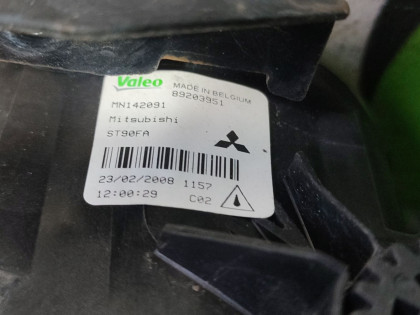 Valeo MADE IN BELGIUM
89203951
MN142091
Mitsubishi
ST90FA
23/02/2008 1157
12:00:29 C02